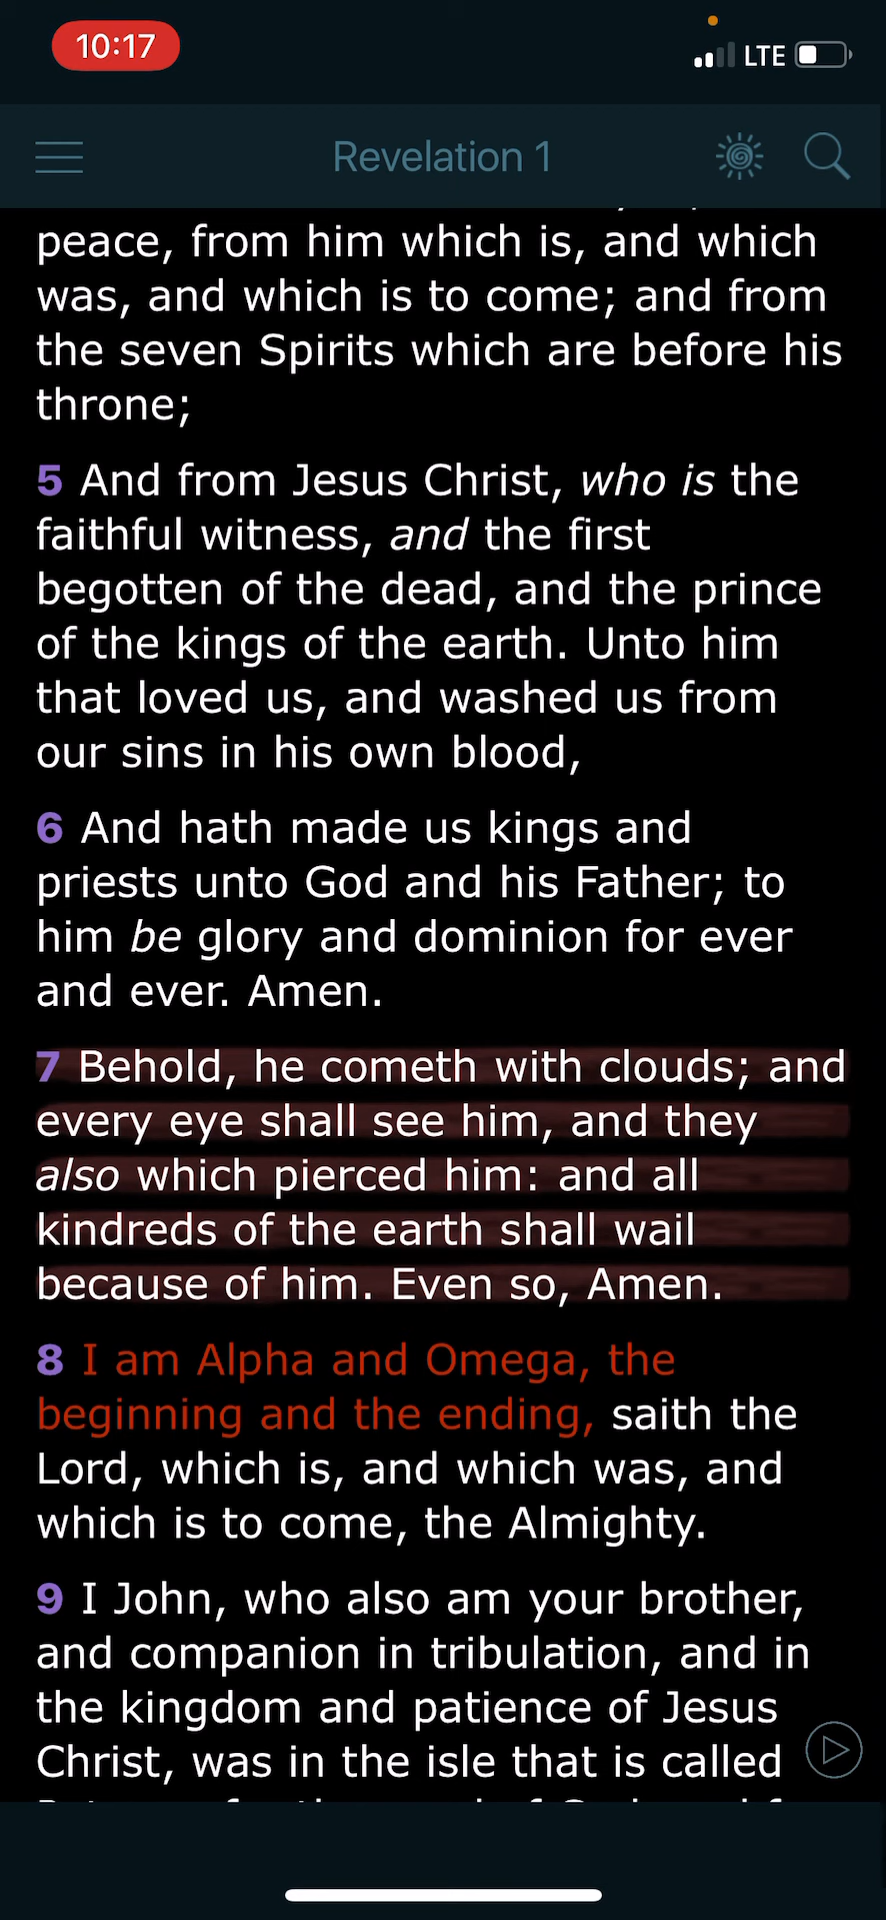 10:17
LTE
Revelation 1
peace, from him which is, and which
was, and which is to come; and from
the seven Spirits which are before his
throne;
5 And from Jesus Christ, who is the
faithful witness, and the first
begotten of the dead, and the prince
of the kings of the earth. Unto him
that loved us, and washed us from
our sins in his own blood,
6 And hath made us kings and
priests unto God and his Father; to
him be glory and dominion for ever
and ever. Amen.
7 Behold, he cometh with clouds; and
every eye shall see him, and they
also which pierced him: and all
kindreds of the earth shall wail
because of him. Even so, Amen.
8 I am Alpha and Omega, the
beginning and the ending, saith the
Lord, which is, and which was, and
which is to come, the Almighty.
9 I John, who also am your brother,
and companion in tribulation, and in
the kingdom and patience of Jesus
Christ, was in the isle that is called